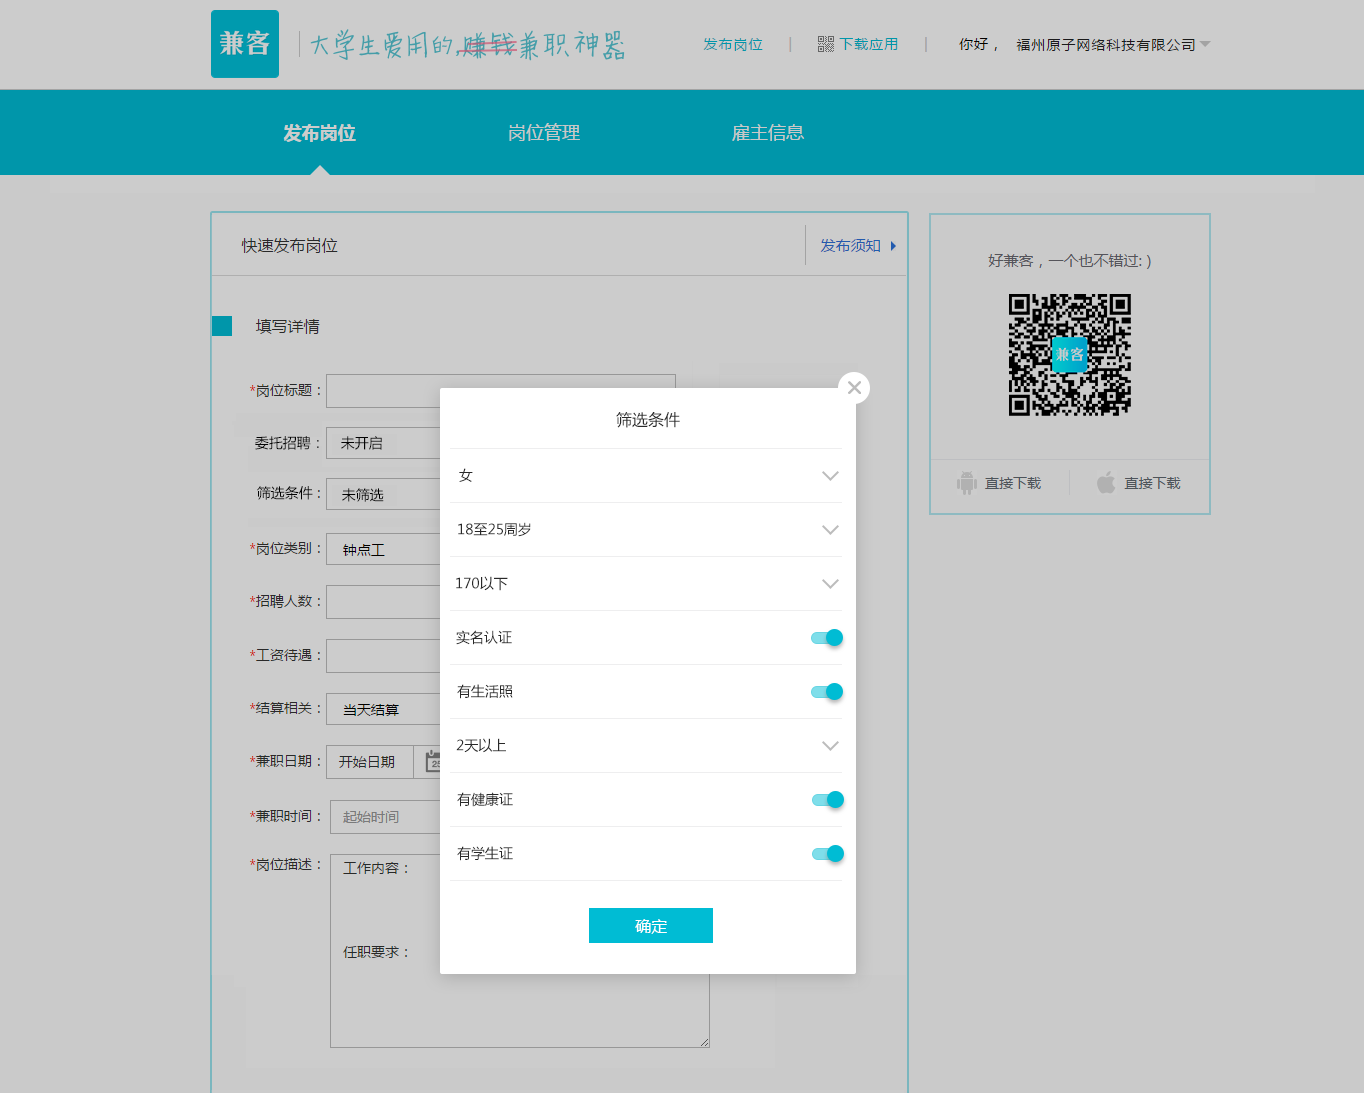 兼客
大学生爱用的 赚钱兼职神器
发布岗位 | 下载应用 | 你好， 福州原子网络科技有限公司
发布岗位 岗位管理 雇主信息
快速发布岗位
发布须知
填写详情
*岗位标题：
委托招聘： 未开启
筛选条件： 未筛选
*岗位类别： 钟点工
*招聘人数：
*工资待遇：
*结算相关： 当天结算
*兼职日期： 开始日期 25
*兼职时间： 起始时间
*岗位描述： 工作内容：
任职要求：
筛选条件
女
18至25周岁
170以下
实名认证
有生活照
2天以上
有健康证
有学生证
确定
好兼客，一个也不错过: )
兼客
直接下载 直接下载